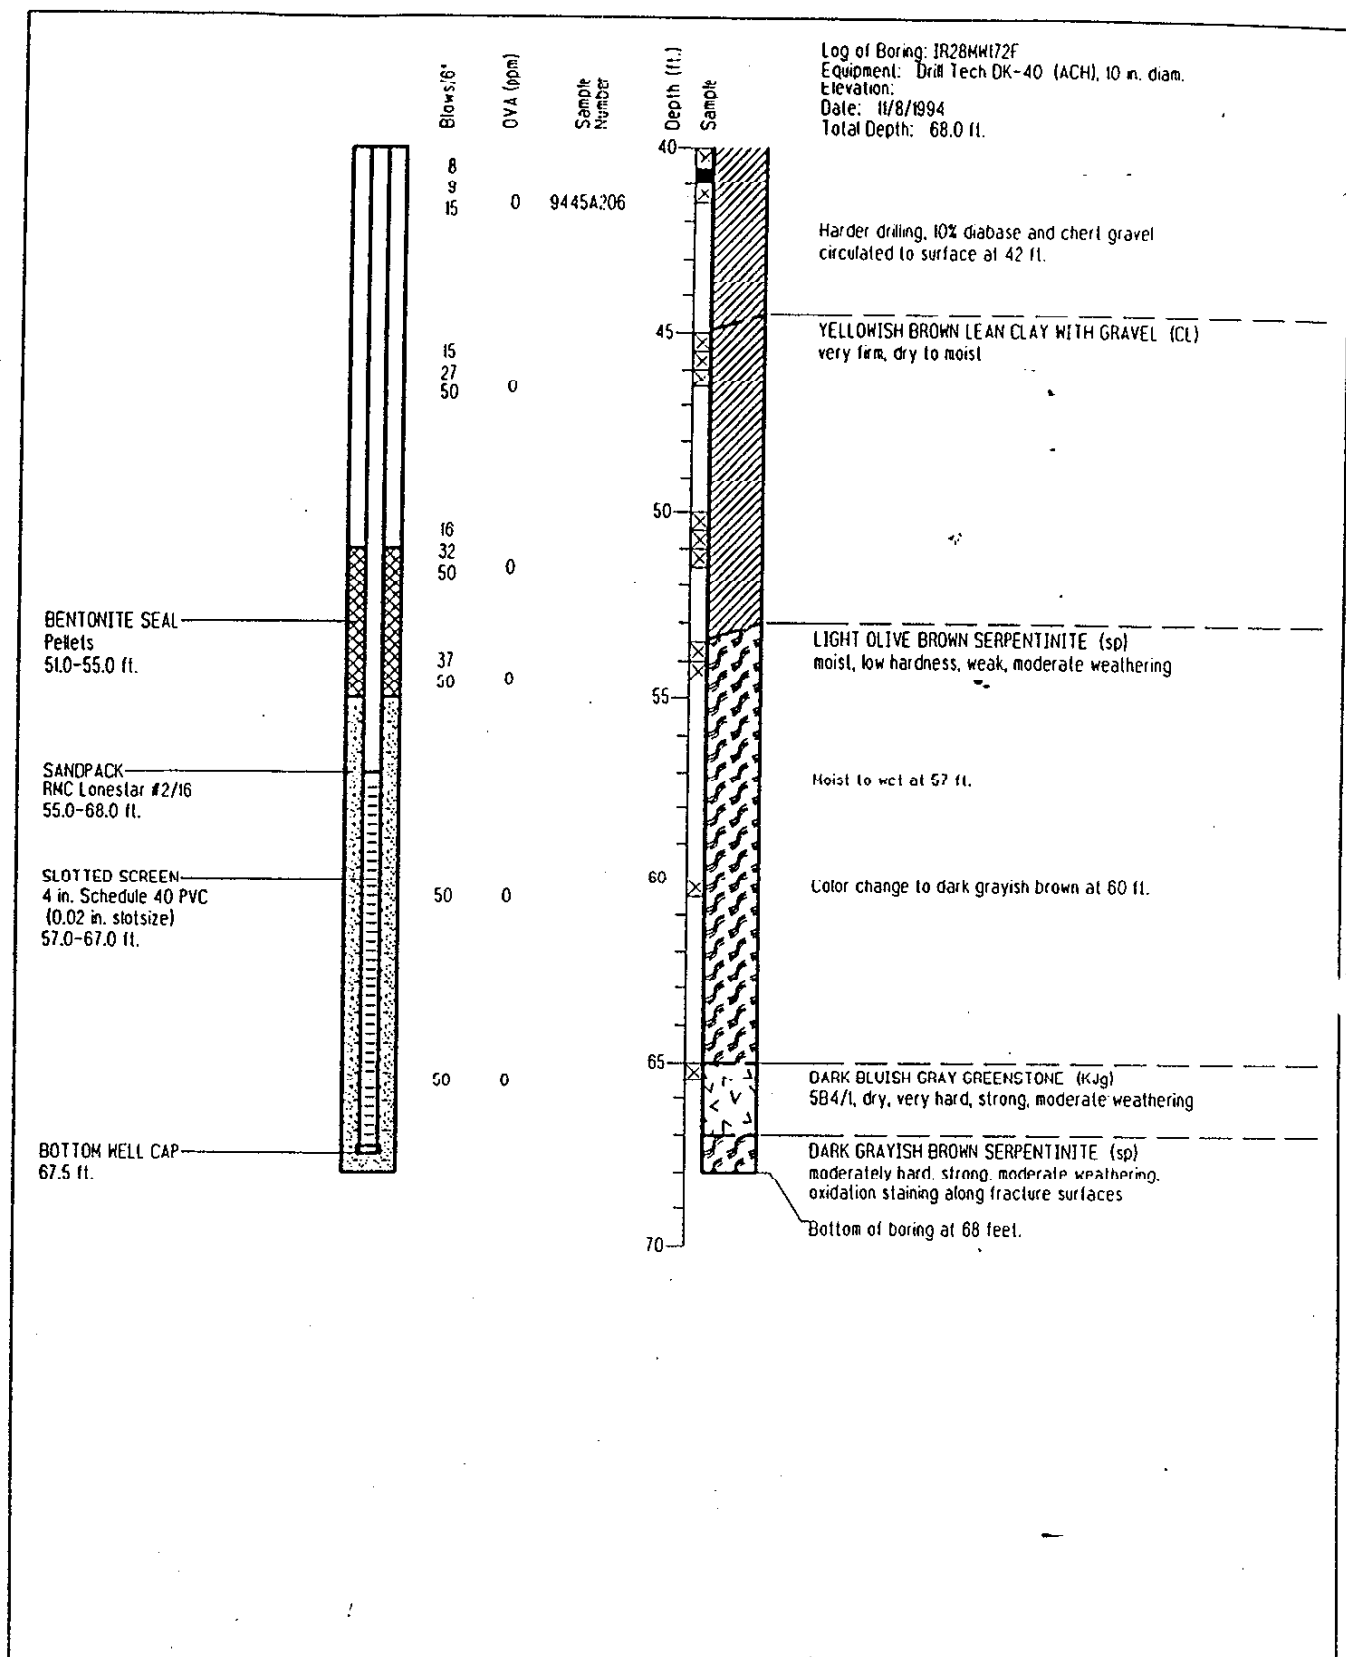 Log of Boring: IR28MW172F
Equipment: Drill Tech DK-40 (ACH), 10 in. diam.
Elevation:
Date: 11/8/1994
Total Depth: 68.0 ft.
Blows/6"
OVA (ppm)
Sample Number
Depth (ft.)
Sample
40
8
9
15 0 9445A206
Harder drilling, 10% diabase and chert gravel
circulated to surface at 42 ft.
45
YELLOWISH BROWN LEAN CLAY WITH GRAVEL (CL)
very firm, dry to moist
15
27
50 0
50
16
32
50 0
BENTONITE SEAL
Pellets
51.0-55.0 ft.
LIGHT OLIVE BROWN SERPENTINITE (sp)
moist, low hardness, weak, moderate weathering
37
50 0
55
SANDPACK
RMC Lonestar #2/16
55.0-68.0 ft.
Moist to wet at 57 ft.
SLOTTED SCREEN
4 in. Schedule 40 PVC
(0.02 in. slotsize)
57.0-67.0 ft.
60
50 0
Color change to dark grayish brown at 60 ft.
65
50 0
DARK BLUISH GRAY GREENSTONE (KJg)
5B4/1, dry, very hard, strong, moderate weathering
BOTTOM WELL CAP
67.5 ft.
DARK GRAYISH BROWN SERPENTINITE (sp)
moderately hard, strong, moderate weathering,
oxidation staining along fracture surfaces
Bottom of boring at 68 feet.
70